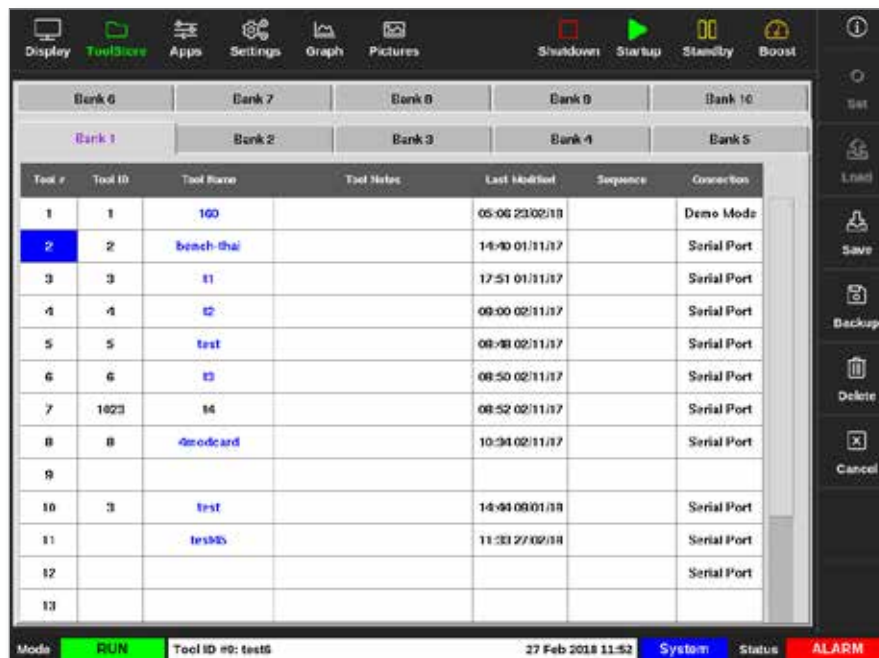 Display ToolStore Apps Settings Graph Pictures Shutdown Startup Standby Boost
Bank 6 Bank 7 Bank 8 Bank 9 Bank 10
Set
Bank 1 Bank 2 Bank 3 Bank 4 Bank 5
Tool # Tool ID Tool Name Tool Notes Last Modified Sequence Connection
Load
1 1 160 05:06 23/02/18 Demo Mode
2 2 bench-thai 14:40 01/11/17 Serial Port
Save
3 3 t1 17:51 01/11/17 Serial Port
4 4 t2 08:00 02/11/17 Serial Port
Backup
5 5 test 08:48 02/11/17 Serial Port
6 6 t3 08:50 02/11/17 Serial Port
Delete
7 1023 t4 08:52 02/11/17 Serial Port
8 8 4modcard 10:34 02/11/17 Serial Port
Cancel
9
10 3 test 14:44 09/01/18 Serial Port
11 11:33 27/02/18 Serial Port
12 Serial Port
13
Mode RUN Tool ID #0: test6 27 Feb 2018 11:52 System Status ALARM